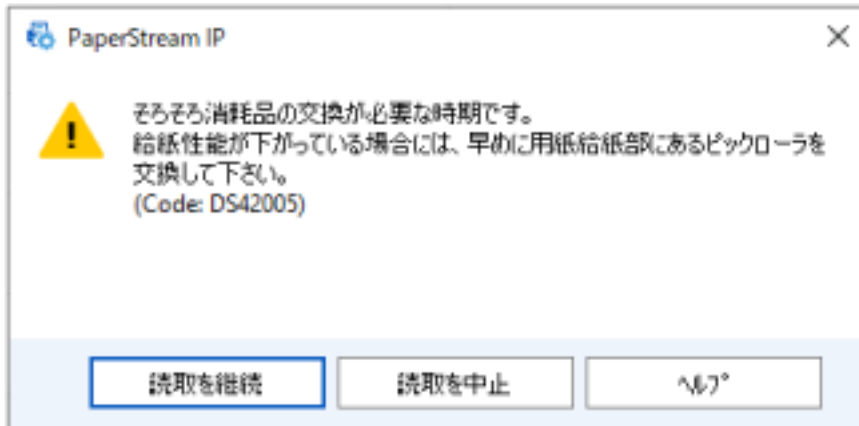 PaperStream IP
そろそろ消耗品の交換が必要な時期です。
給紙性能が下がっている場合には、早めに用紙給紙部にあるピックローラを
交換して下さい。
(Code: DS42005)
読取を継続
読取を中止
ﾍﾙﾌﾟ